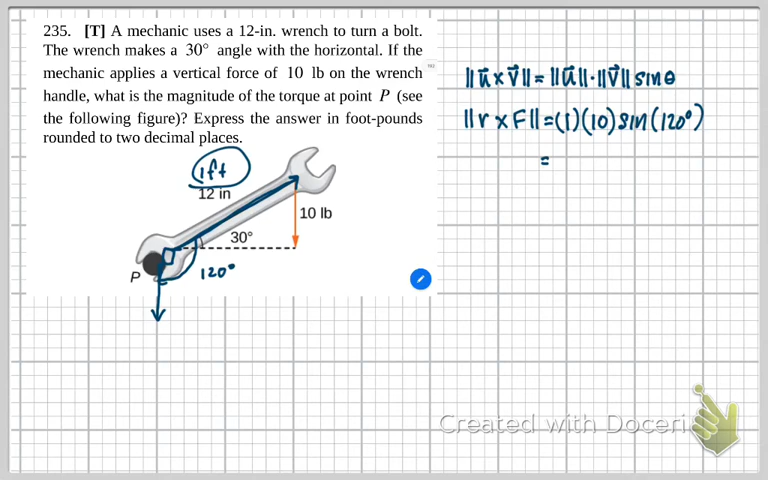 235. [T] A mechanic uses a 12-in. wrench to turn a bolt.
The wrench makes a 30° angle with the horizontal. If the
mechanic applies a vertical force of 10 lb on the wrench
handle, what is the magnitude of the torque at point P (see
the following figure)? Express the answer in foot-pounds
rounded to two decimal places.
‖u⃗ x v⃗‖ = ‖u⃗‖·‖v⃗‖ sinθ
‖r x F‖ = (1)(10) sin(120°)
=
1ft
12 in
10 lb
30°
P
120°
Created with Doceri